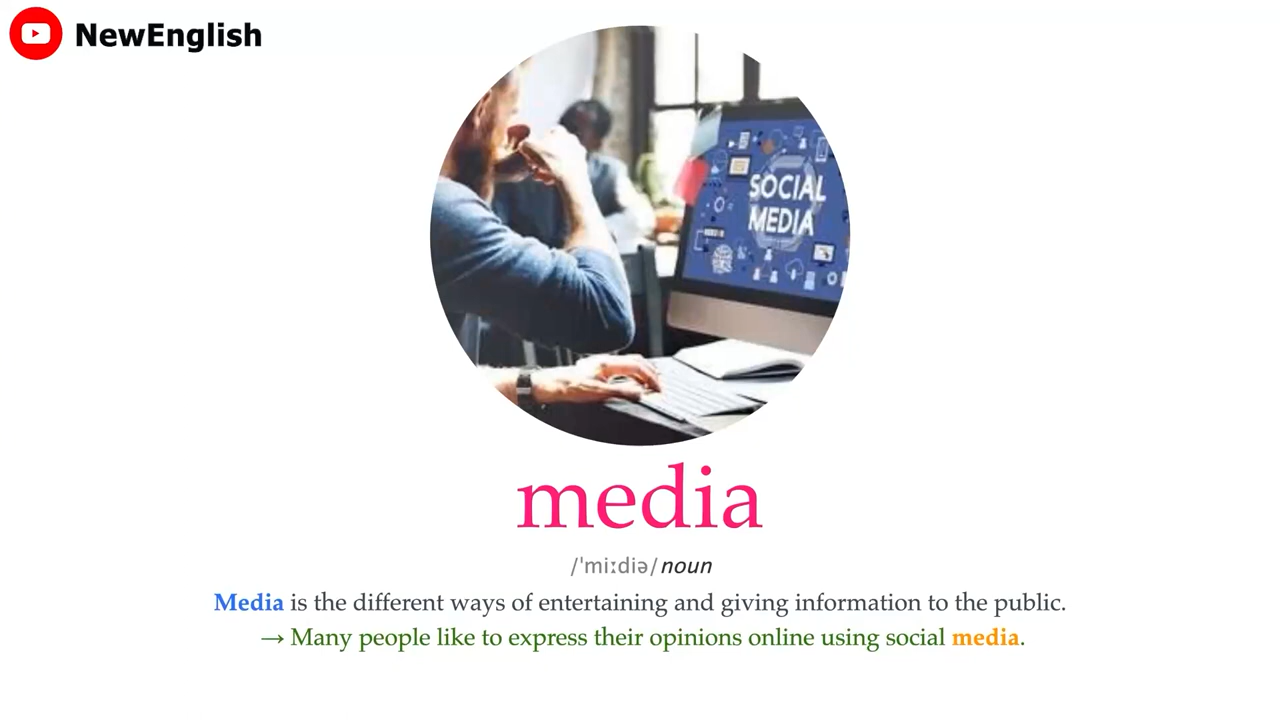 NewEnglish
SOCIAL
MEDIA
media
/ˈmiːdiə/noun
Media is the different ways of entertaining and giving information to the public.
→ Many people like to express their opinions online using social media.